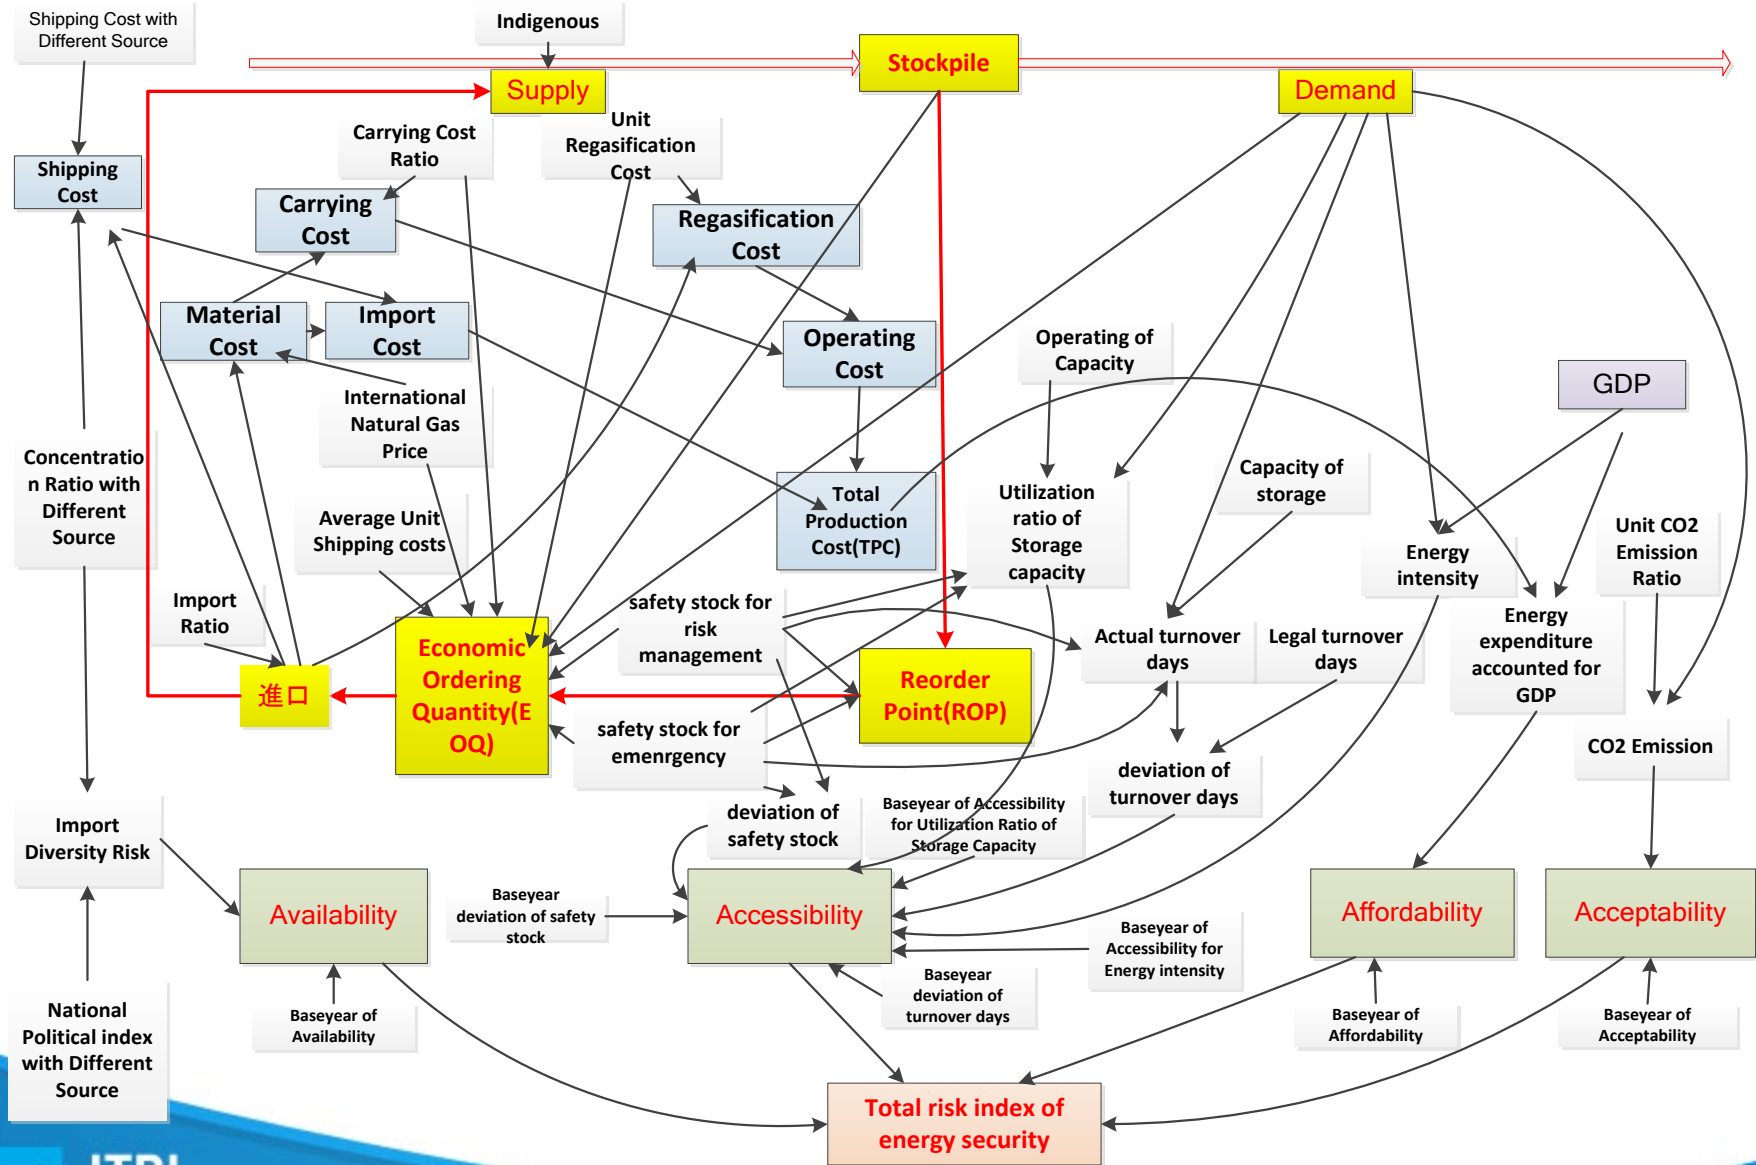 Shipping Cost with
Different Source
Indigenous
Stockpile
Supply
Demand
Carrying Cost
Ratio
Unit
Regasification
Cost
Shipping
Cost
Carrying
Cost
Regasification
Cost
Material
Cost
Import
Cost
Operating
Cost
Operating of
Capacity
GDP
International
Natural Gas
Price
Concentratio
n Ratio with
Different
Source
Total
Production
Cost(TPC)
Utilization
ratio of
Storage
capacity
Capacity of
storage
Average Unit
Shipping costs
Energy
intensity
Unit CO2
Emission
Ratio
Import
Ratio
safety stock for
risk
management
Economic
Ordering
Quantity(E
OQ)
Actual turnover
days
Legal turnover
days
Energy
expenditure
accounted for
GDP
進口
Reorder
Point(ROP)
safety stock for
emenrgency
CO2 Emission
deviation of
turnover days
deviation of
safety stock
Baseyear of Accessibility
for Utilization Ratio of
Storage Capacity
Import
Diversity Risk
Availability
Baseyear
deviation of safety
stock
Accessibility
Affordability
Acceptability
Baseyear of
Accessibility for
Energy intensity
Baseyear
deviation of
turnover days
National
Political index
with Different
Source
Baseyear of
Availability
Baseyear of
Affordability
Baseyear of
Acceptability
Total risk index of
energy security